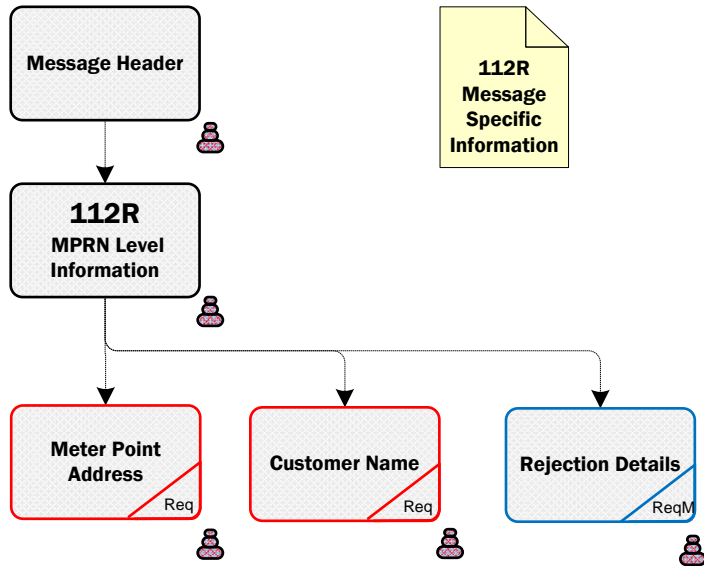 Message Header
112R
Message
Specific
Information
112R
MPRN Level
Information
Meter Point
Address
Req
Customer Name
Req
Rejection Details
ReqM